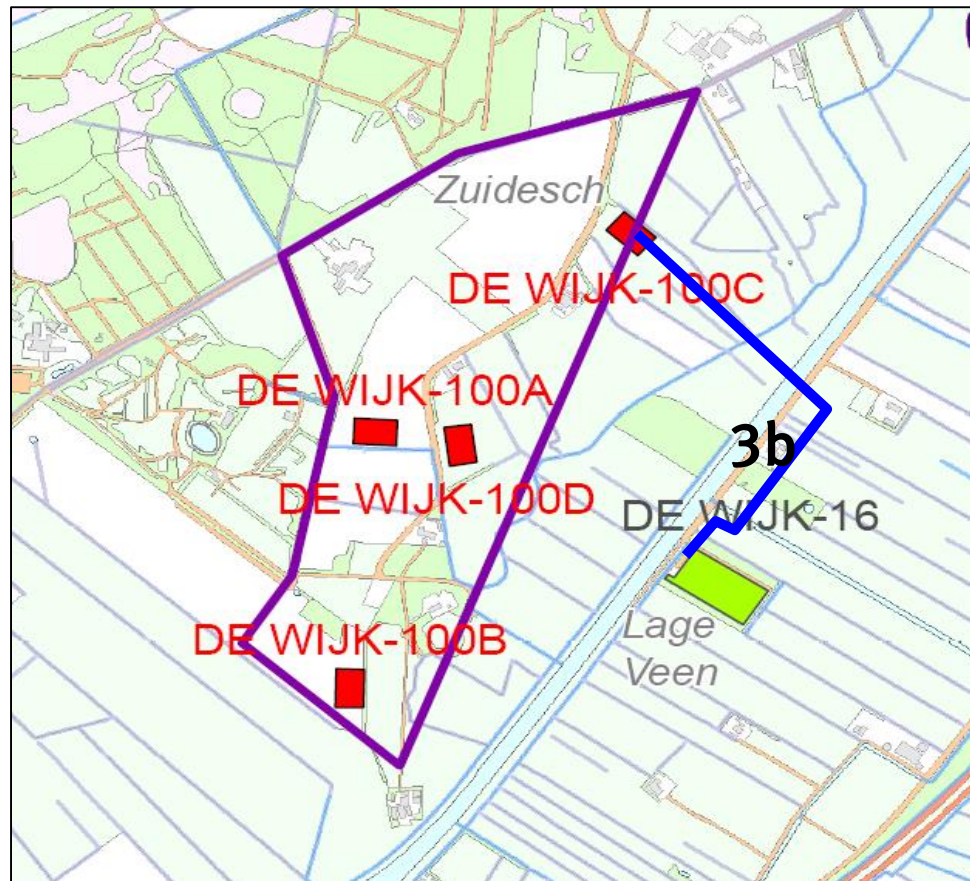 Zuidesch
DE WIJK-100C
DE WIJK-100A
3b
DE WIJK-100D
DE WIJK-16
DE WIJK-100B
Lage
Veen